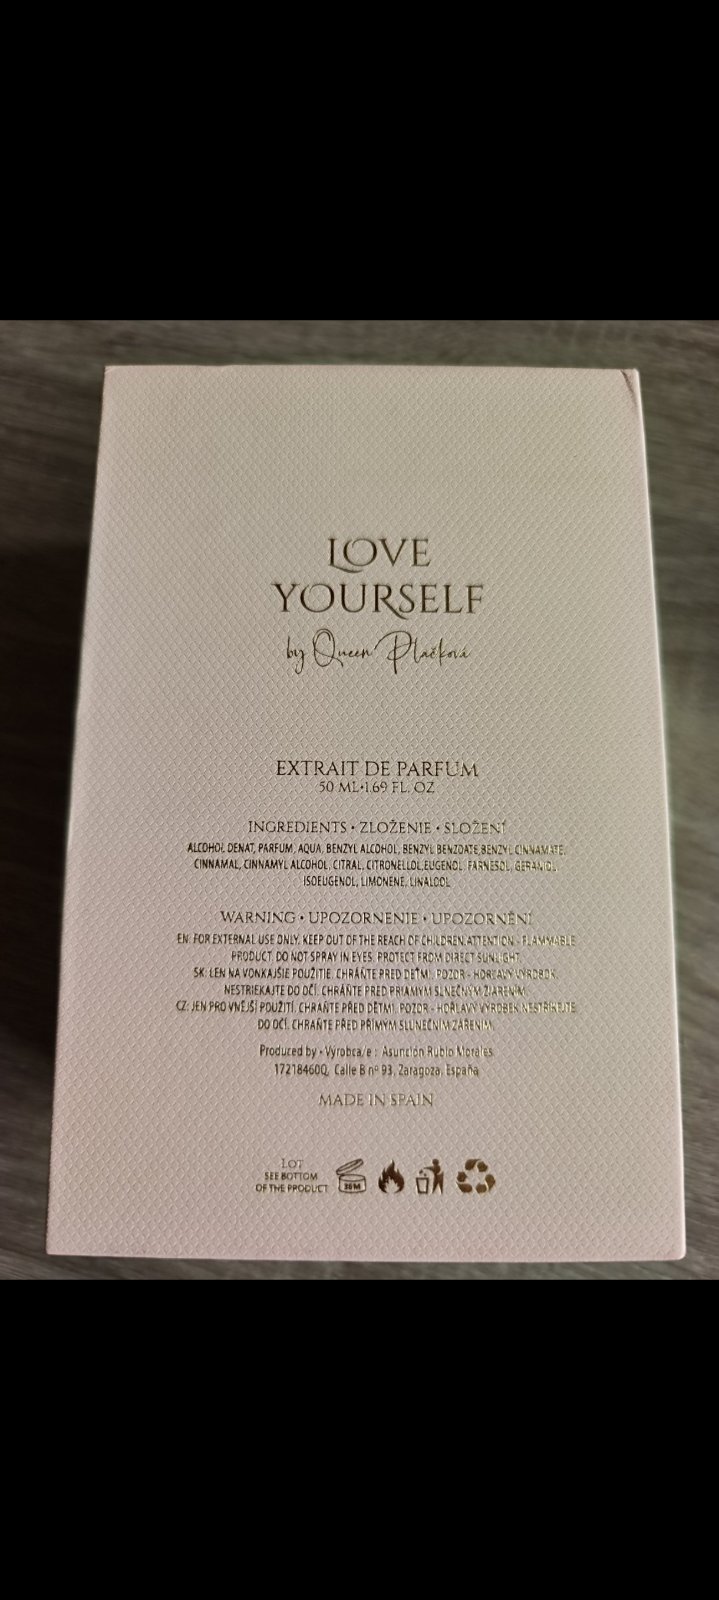 LOVE
YOURSELF
by Queen Plačková
EXTRAIT DE PARFUM
50 ML•1.69 FL. OZ
INGREDIENTS • ZLOŽENIE • SLOŽENÍ
ALCOHOL DENAT, PARFUM, AQUA, BENZYL ALCOHOL, BENZYL BENZOATE,BENZYL CINNAMATE,
CINNAMAL, CINNAMYL ALCOHOL, CITRAL, CITRONELLOL,EUGENOL, FARNESOL, GERANIOL,
ISOEUGENOL, LIMONENE, LINALOOL
WARNING • UPOZORNENIE • UPOZORNĚNÍ
EN: FOR EXTERNAL USE ONLY. KEEP OUT OF THE REACH OF CHILDREN.ATTENTION - FLAMMABLE
PRODUCT. DO NOT SPRAY IN EYES. PROTECT FROM DIRECT SUNLIGHT.
SK: LEN NA VONKAJŠIE POUŽITIE. CHRÁŇTE PRED DEŤMI. POZOR - HORĽAVÝ VÝROBOK.
NESTRIEKAJTE DO OČÍ. CHRÁŇTE PRED PRIAMYM SLNEČNÝM ŽIARENÍM.
CZ: JEN PRO VNĚJŠÍ POUŽITÍ. CHRAŇTE PŘED DĚTMI. POZOR - HOŘLAVÝ VÝROBEK. NESTŘÍKEJTE
DO OČÍ. CHRAŇTE PŘED PŘÍMÝM SLUNEČNÍM ZÁŘENÍM.
Produced by • Výrobca/e : Asunción Rubio Morales
17218460Q, Calle B nº 93, Zaragoza, España
MADE IN SPAIN
LOT
SEE BOTTOM
OF THE PRODUCT
36M